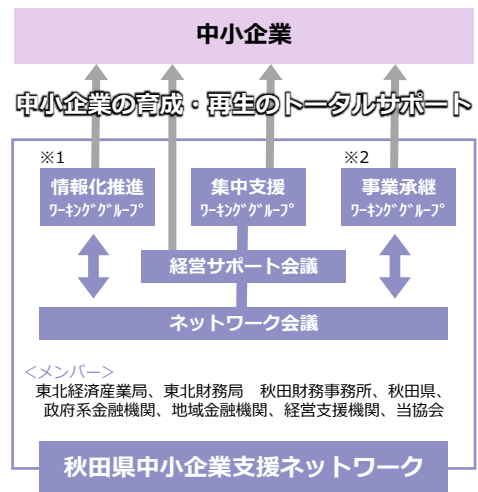 中小企業
中小企業の育成・再生のトータルサポート
※1
※2
情報化推進
ﾜｰｷﾝｸﾞｸﾞﾙｰﾌﾟ
集中支援
ﾜｰｷﾝｸﾞｸﾞﾙｰﾌﾟ
事業承継
ﾜｰｷﾝｸﾞｸﾞﾙｰﾌﾟ
経営サポート会議
ネットワーク会議
＜メンバー＞
東北経済産業局、東北財務局　秋田財務事務所、秋田県、
政府系金融機関、地域金融機関、経営支援機関、当協会
秋田県中小企業支援ネットワーク